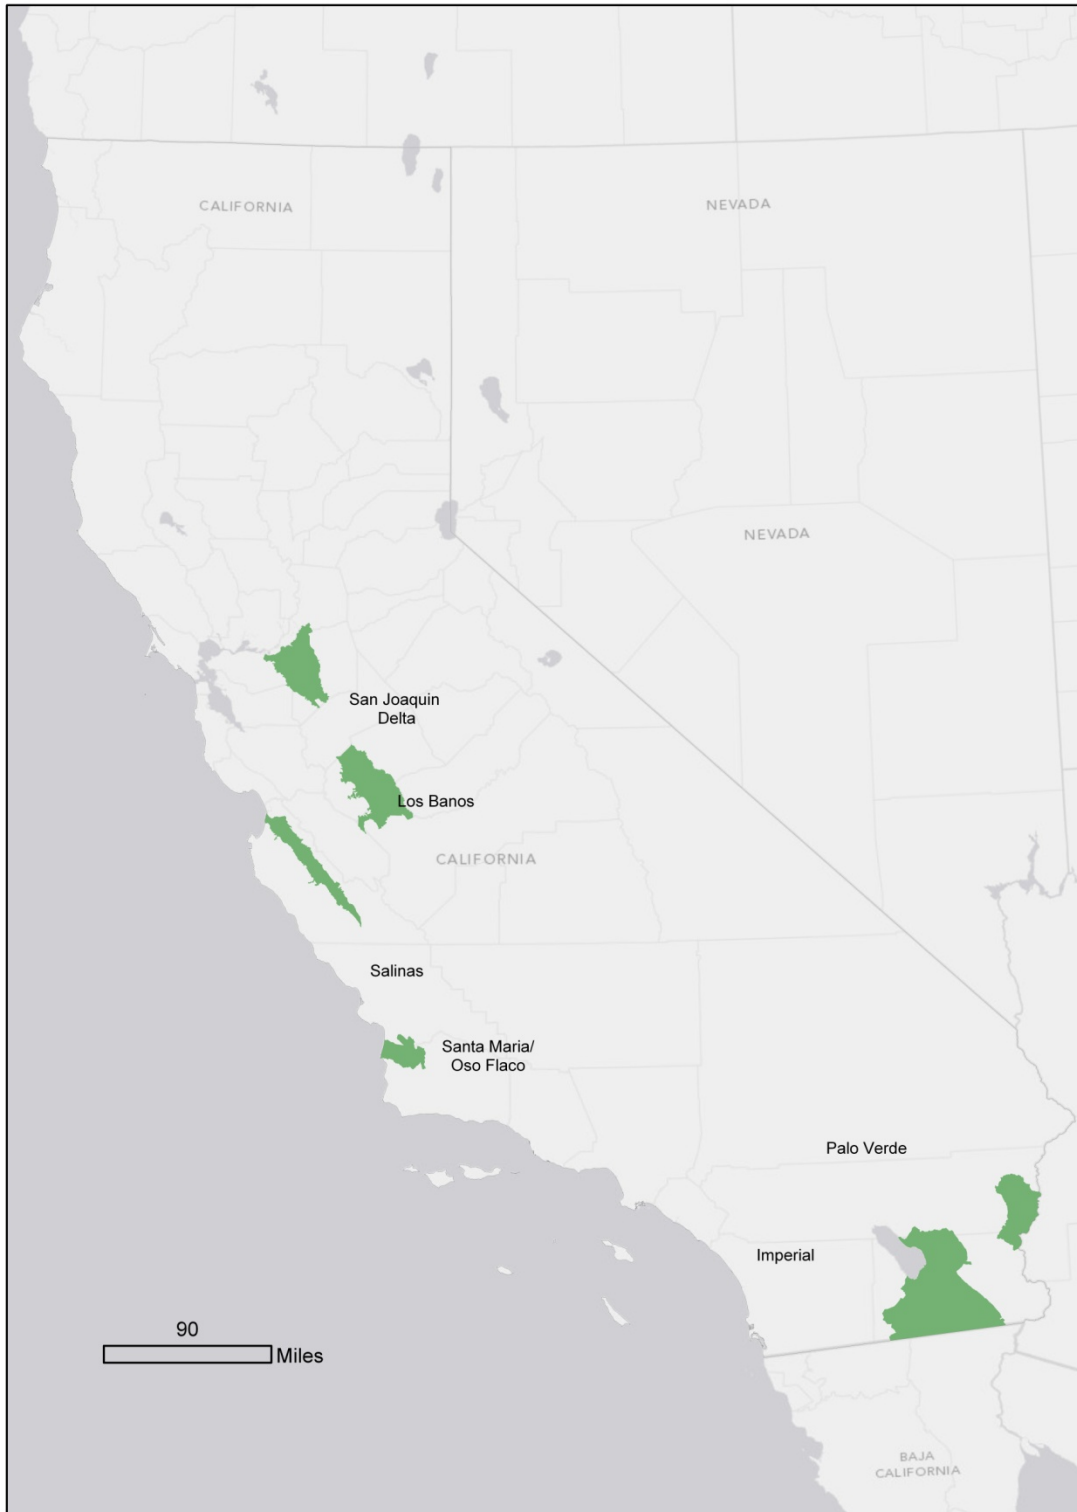 CALIFORNIA
NEVADA
NEVADA
San Joaquin
Delta
Los Banos
CALIFORNIA
Salinas
Santa Maria/
Oso Flaco
Palo Verde
Imperial
90
Miles
BAJA
CALIFORNIA